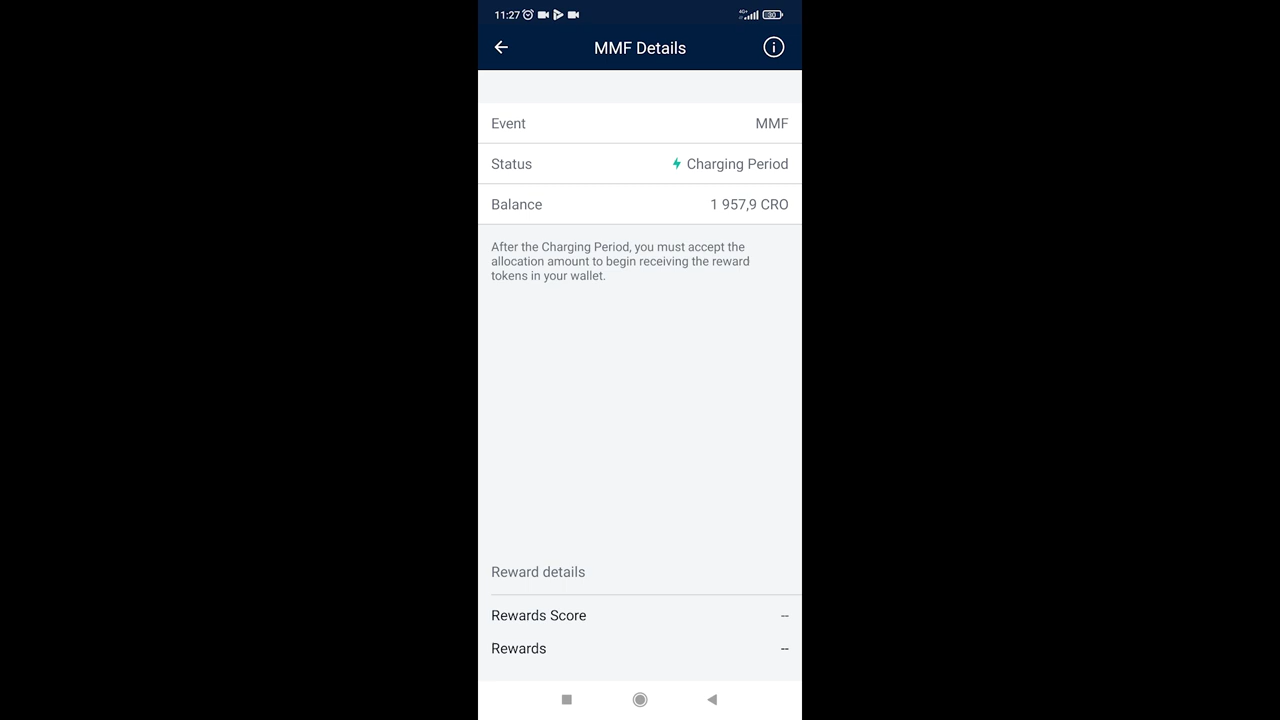 11:27
4G+
30
MMF Details
Event MMF
Status Charging Period
Balance 1 957,9 CRO
After the Charging Period, you must accept the
allocation amount to begin receiving the reward
tokens in your wallet.
Reward details
Rewards Score --
Rewards --